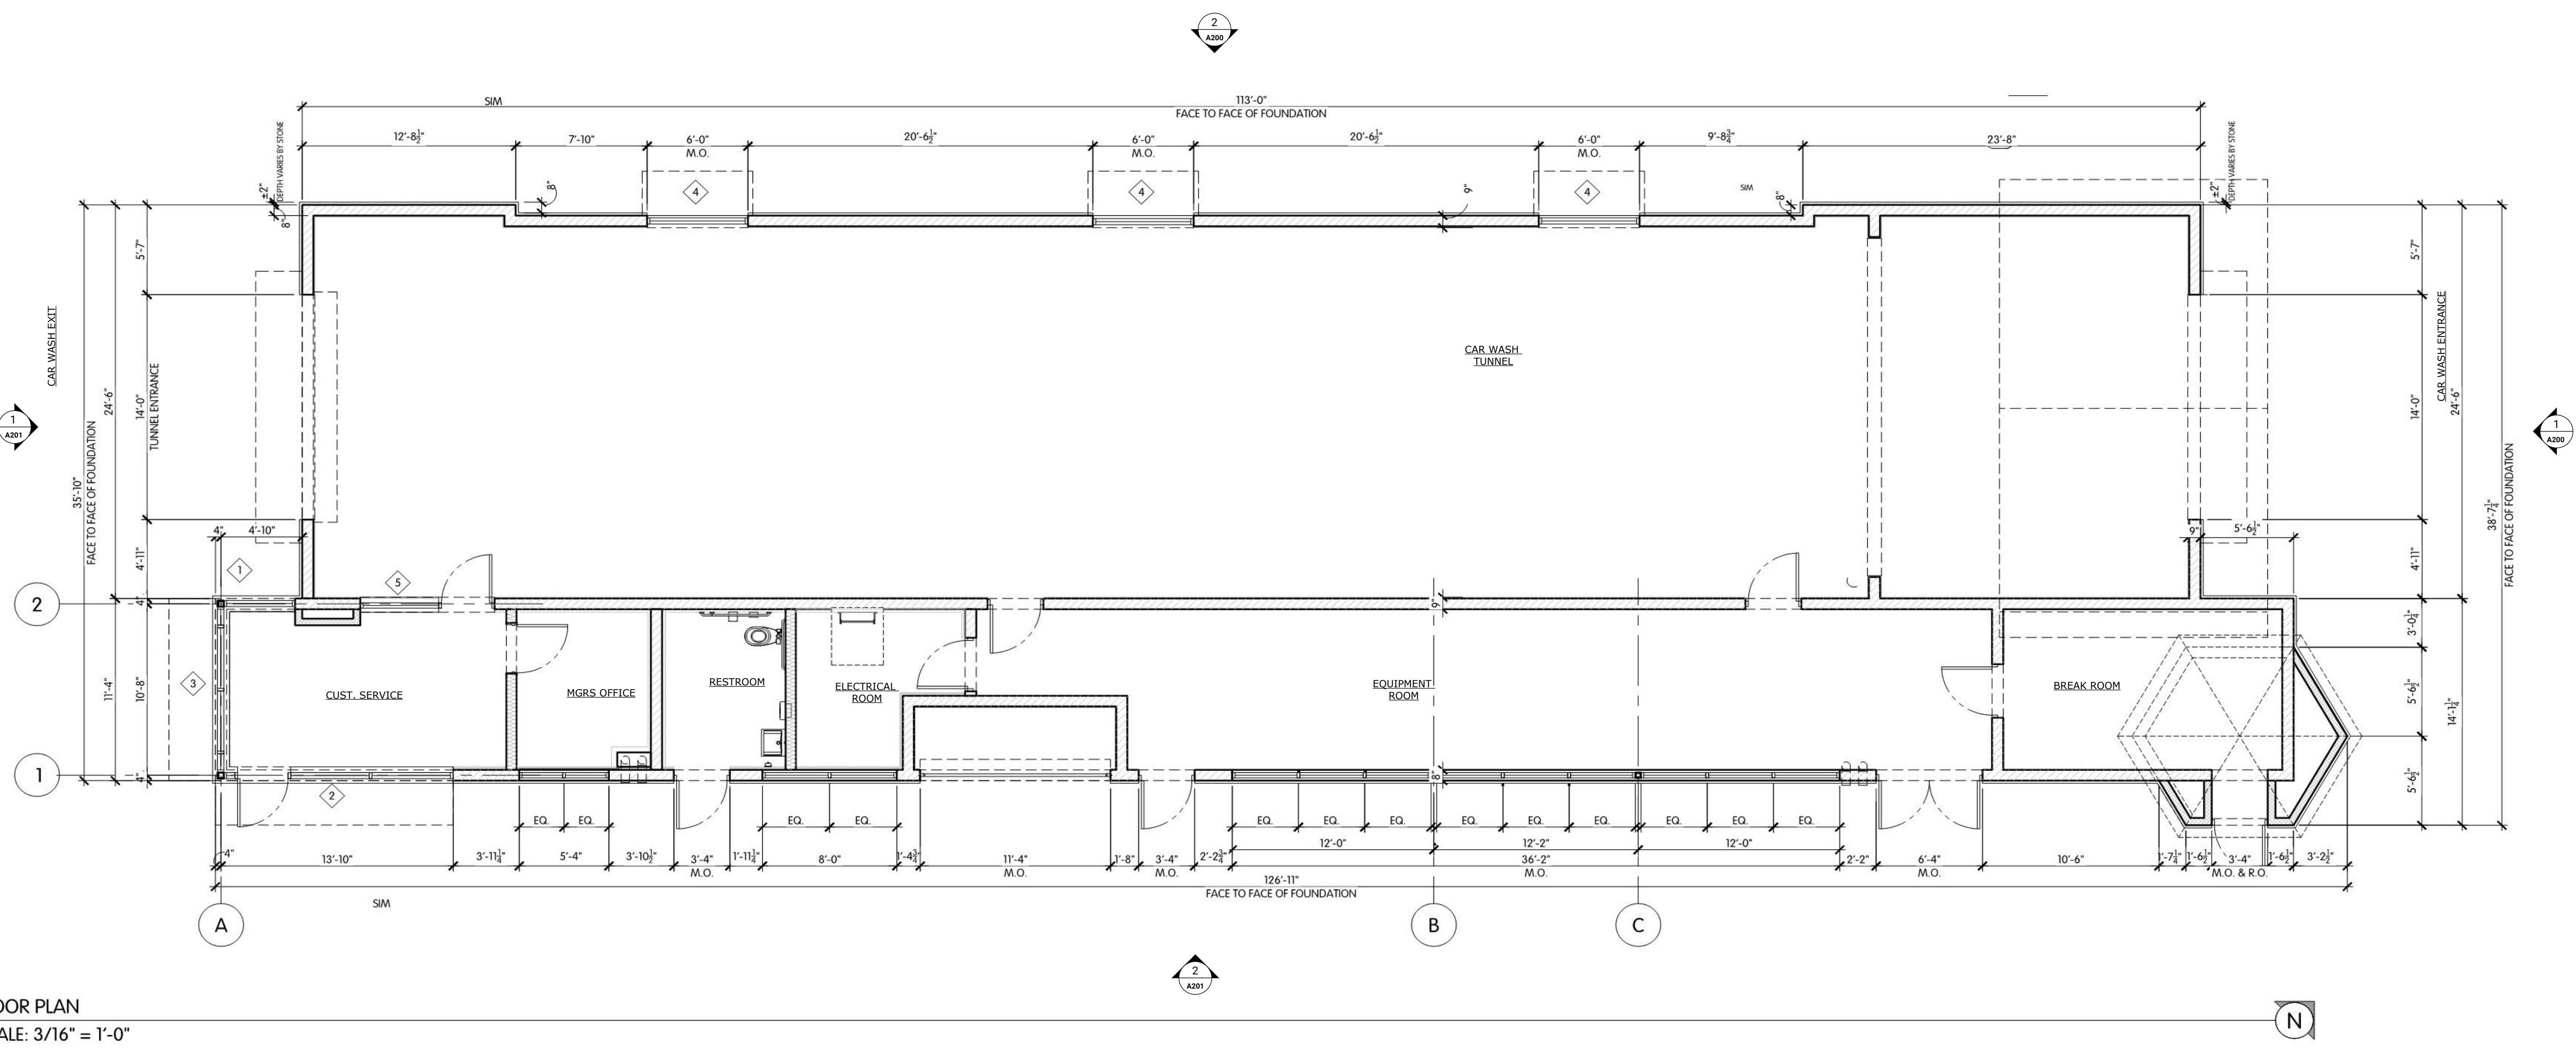 2
A200
SIM
113'-0"
FACE TO FACE OF FOUNDATION
12'-8½"
7'-10"
6'-0"
M.O.
20'-6½"
6'-0"
M.O.
20'-6½"
6'-0"
M.O.
9'-8¾"
23'-8"
±2"
DEPTH VARIES BY STONE
8"
8"
4
4
4
9"
SIM
8"
±2"
DEPTH VARIES BY STONE
CAR WASH EXIT
1
A201
35'-10"
FACE TO FACE OF FOUNDATION
24'-6"
11'-4"
5'-7"
14'-0"
TUNNEL ENTRANCE
4'-11"
4"
10'-8"
4"
4"
4'-10"
1
5
3
2
2
1
CAR WASH
TUNNEL
CUST. SERVICE
MGRS OFFICE
RESTROOM
ELECTRICAL
ROOM
EQUIPMENT
ROOM
BREAK ROOM
9"
8"
9"
5'-6½"
5'-7"
14'-0"
4'-11"
3'-0¼"
5'-6½"
5'-6½"
CAR WASH ENTRANCE
24'-6"
14'-1¼"
38'-7¼"
FACE TO FACE OF FOUNDATION
1
A200
EQ.
EQ.
EQ.
EQ.
EQ.
EQ.
EQ.
EQ.
EQ.
EQ.
EQ.
EQ.
EQ.
12'-0"
12'-2"
12'-0"
4"
13'-10"
3'-11¼"
5'-4"
3'-10½"
3'-4"
M.O.
1'-11¼"
8'-0"
1'-4¾"
11'-4"
M.O.
1'-8"
3'-4"
M.O.
2'-2¾"
36'-2"
M.O.
2'-2"
6'-4"
M.O.
10'-6"
1'-7¼"
1'-6½"
3'-4"
M.O. & R.O.
1'-6½"
3'-2½"
126'-11"
FACE TO FACE OF FOUNDATION
SIM
A
B
C
2
A201
OOR PLAN
ALE: 3/16" = 1'-0"
N